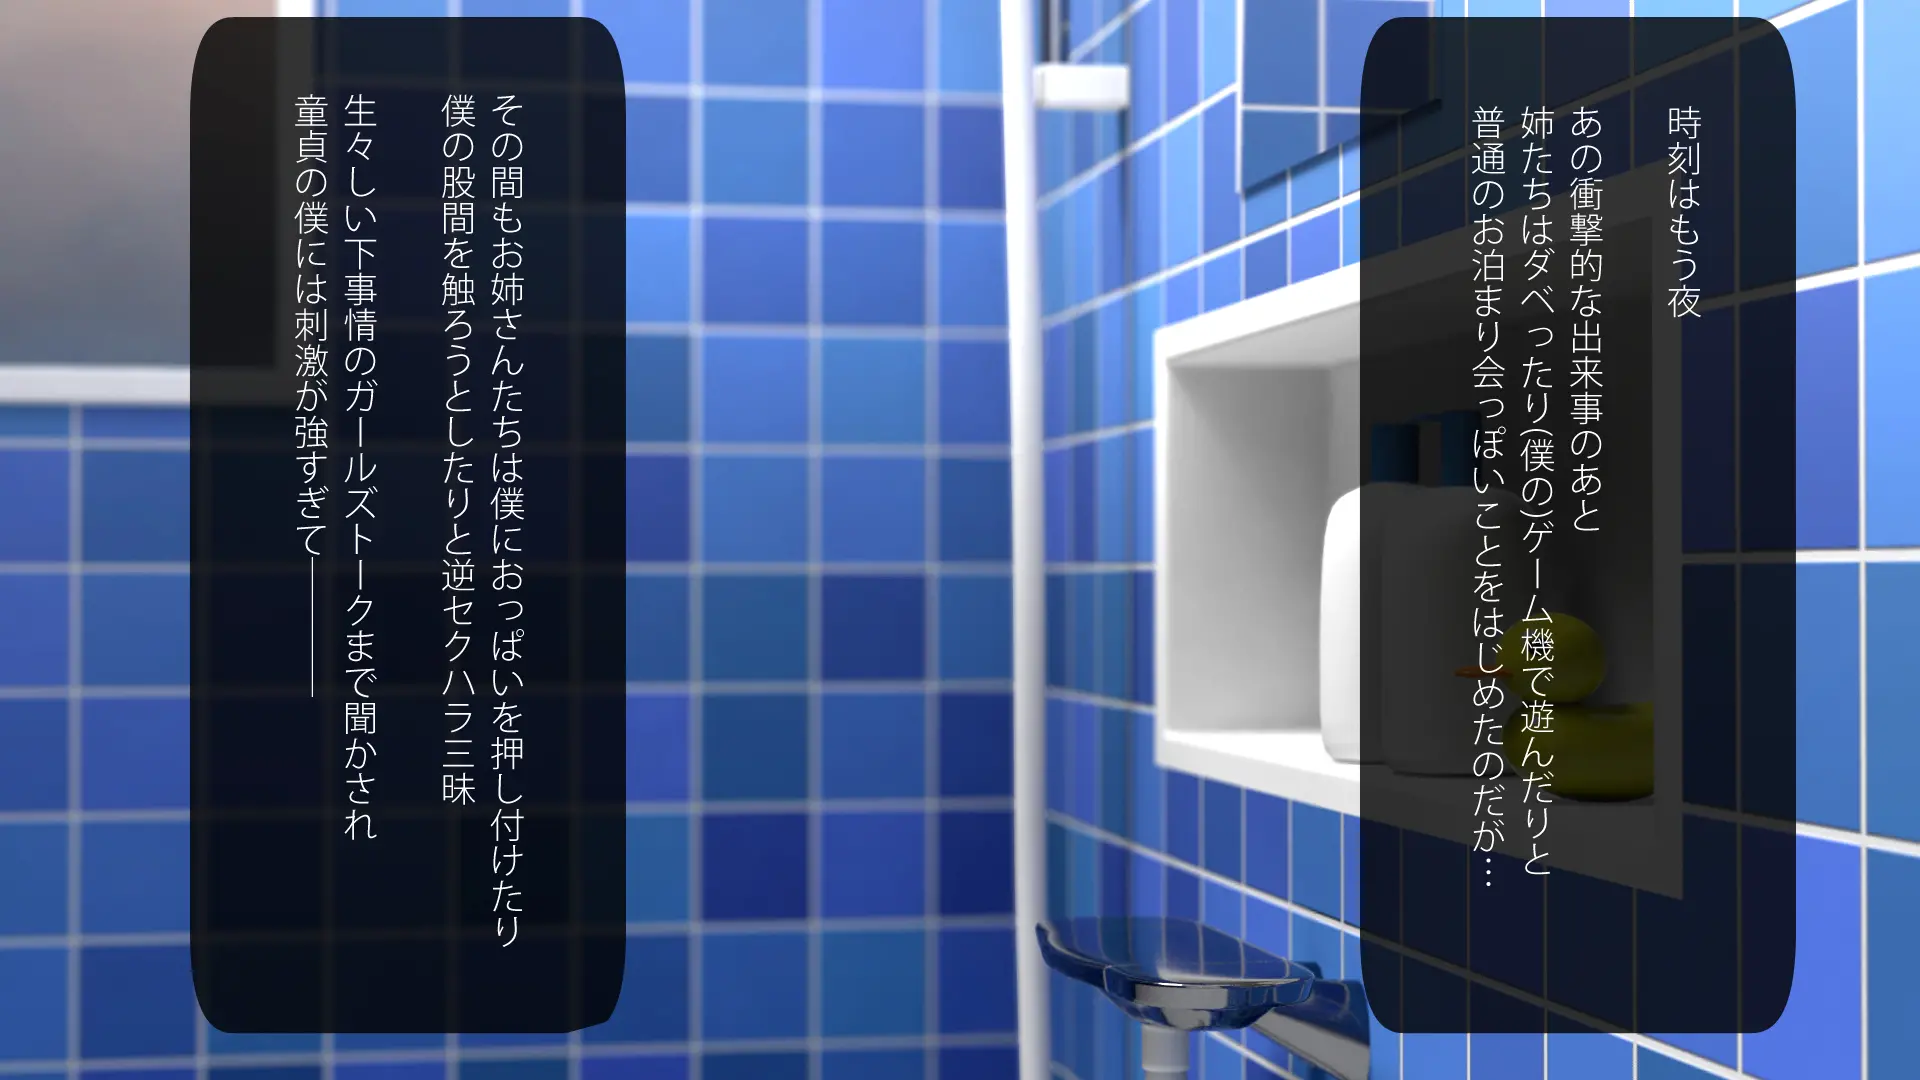 時刻はもう夜
あの衝撃的な出来事のあと
姉たちはダベったり(僕の)ゲーム機で遊んだりと
普通のお泊まり会っぽいことをはじめたのだが…
その間もお姉さんたちは僕におっぱいを押し付けたり
僕の股間を触ろうとしたりと逆セクハラ三昧
生々しい下事情のガールズトークまで聞かされ
童貞の僕には刺激が強すぎて――――